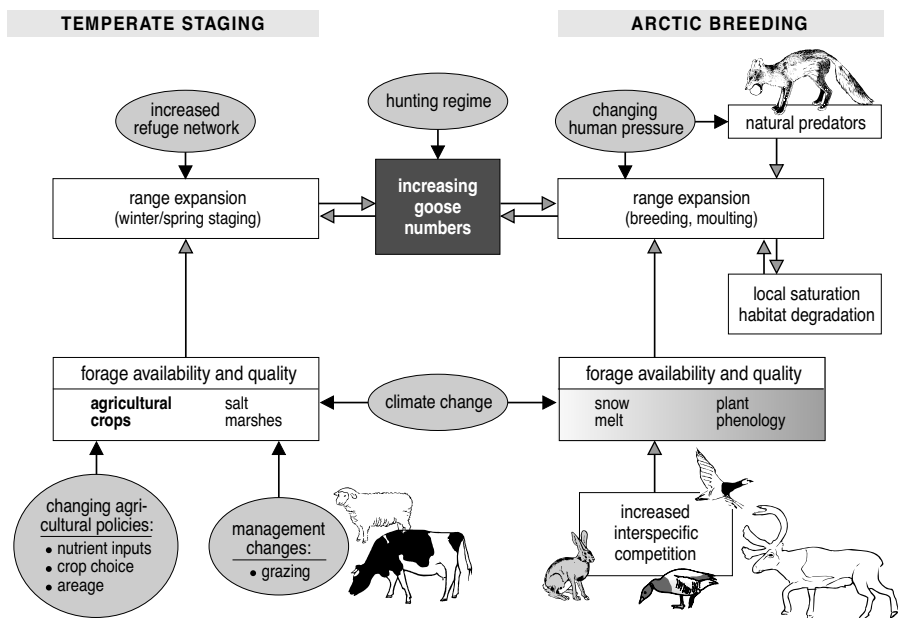 TEMPERATE STAGING
ARCTIC BREEDING
increased
refuge network
hunting regime
changing
human pressure
natural predators
range expansion
(winter/spring staging)
increasing
goose
numbers
range expansion
(breeding, moulting)
local saturation
habitat degradation
forage availability and quality
agricultural
crops
salt
marshes
climate change
forage availability and quality
snow
melt
plant
phenology
changing agri-
cultural policies:
• nutrient inputs
• crop choice
• areage
management
changes:
• grazing
increased
interspecific
competition